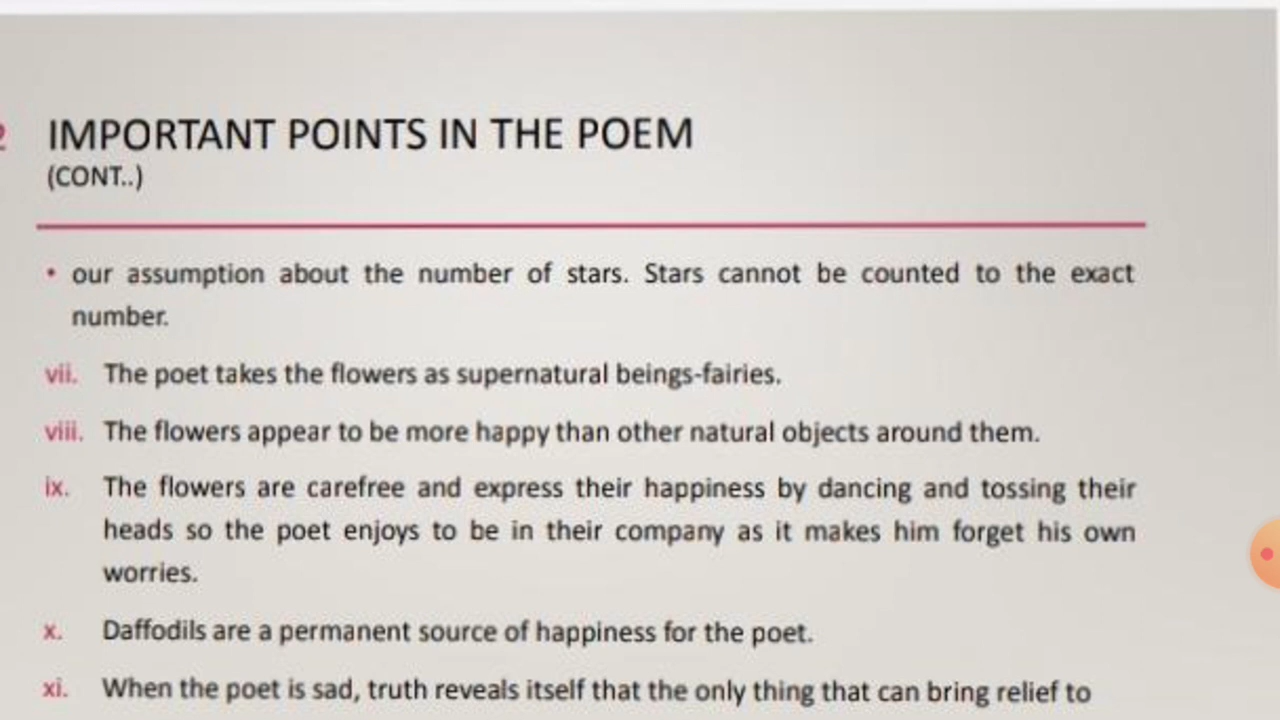 IMPORTANT POINTS IN THE POEM
(CONT..)
• our assumption about the number of stars. Stars cannot be counted to the exact
number.
vii. The poet takes the flowers as supernatural beings-fairies.
viii. The flowers appear to be more happy than other natural objects around them.
ix. The flowers are carefree and express their happiness by dancing and tossing their
heads so the poet enjoys to be in their company as it makes him forget his own
worries.
x. Daffodils are a permanent source of happiness for the poet.
xi. When the poet is sad, truth reveals itself that the only thing that can bring relief to